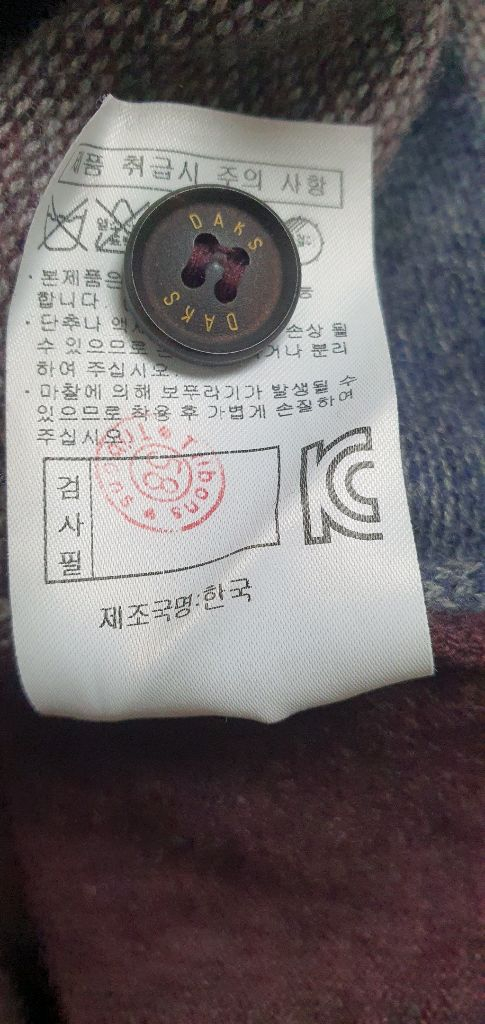 제품 취급시 주의 사항
DAKS
DAKS
· 본제품은
합니다.
능
· 단추나 손상 될
수 있으므로 거나 분리
하여 주십시오
· 마찰에 의해 보푸라기가 발생될 수
있으므로 착용 후 가볍게 손질하여
주십시오.
검사필
58
제조국명:한국